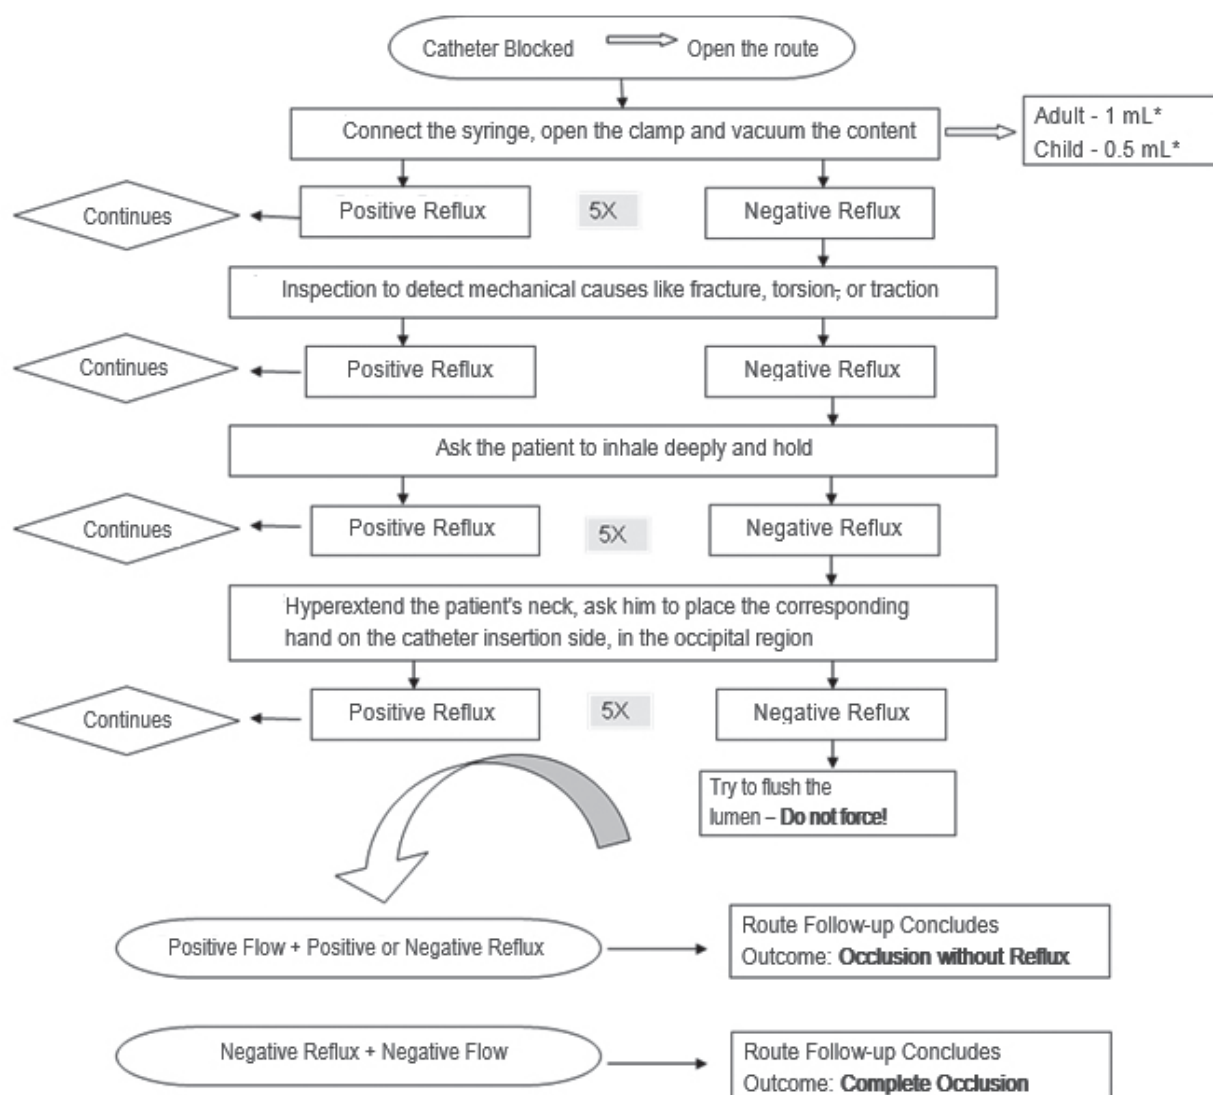 Catheter Blocked Open the route
Connect the syringe, open the clamp and vacuum the content
Adult - 1 mL*
Child - 0.5 mL*
Continues
Positive Reflux
5X
Negative Reflux
Inspection to detect mechanical causes like fracture, torsion, or traction
Continues
Positive Reflux
Negative Reflux
Ask the patient to inhale deeply and hold
Continues
Positive Reflux
5X
Negative Reflux
Hyperextend the patient's neck, ask him to place the corresponding
hand on the catheter insertion side, in the occipital region
Continues
Positive Reflux
5X
Negative Reflux
Try to flush the
lumen – Do not force!
Positive Flow + Positive or Negative Reflux
Route Follow-up Concludes
Outcome: Occlusion without Reflux
Negative Reflux + Negative Flow
Route Follow-up Concludes
Outcome: Complete Occlusion